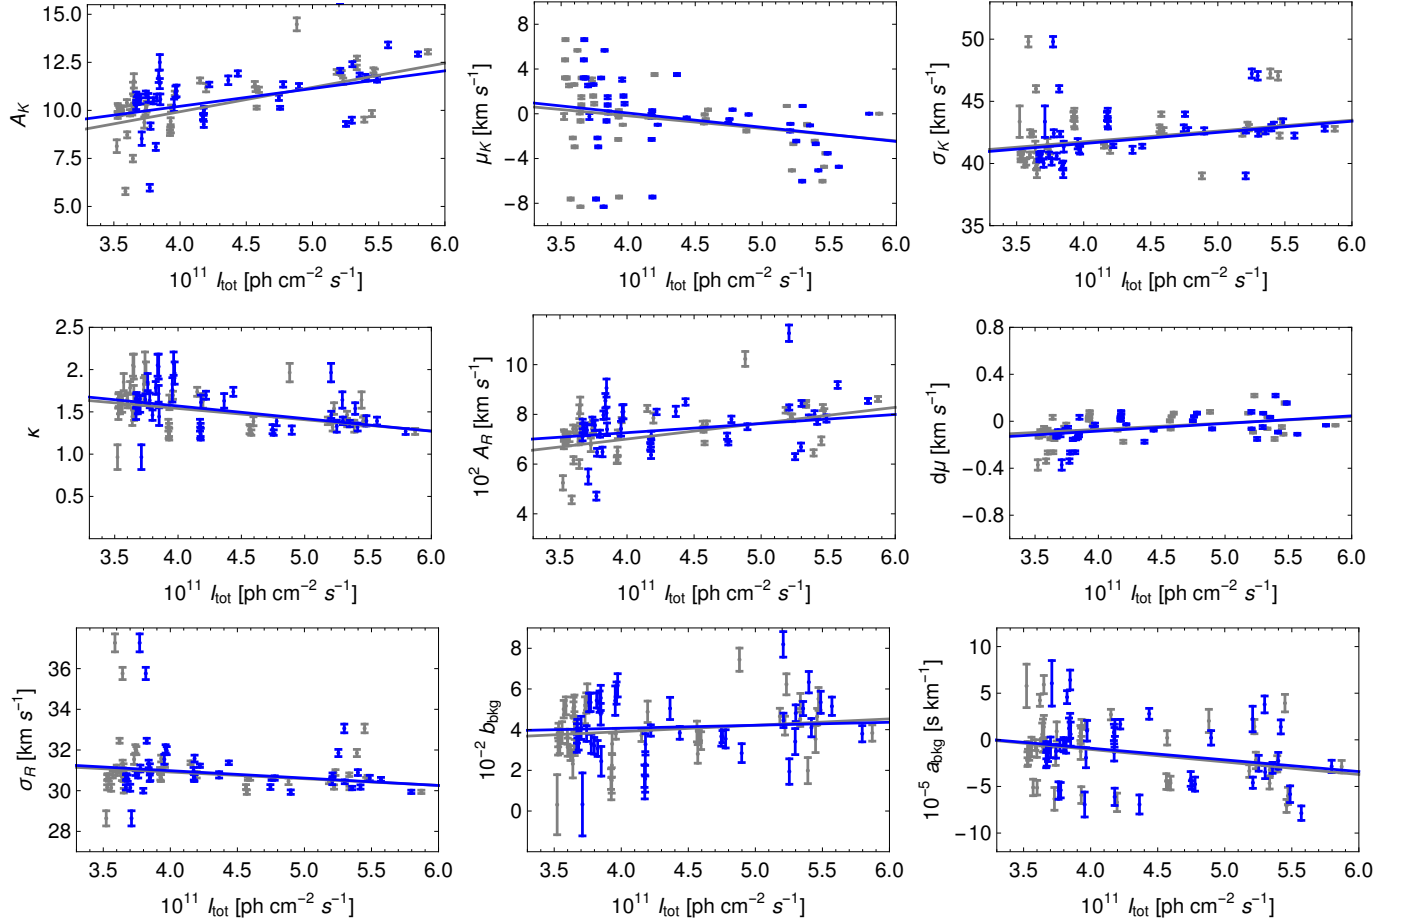 15.0
12.5
10.0
7.5
5.0
A_K
3.5 4.0 4.5 5.0 5.5 6.0
10^11 I_tot [ph cm^−2 s^−1]
8
4
0
−4
−8
μ_K [km s^−1]
3.5 4.0 4.5 5.0 5.5 6.0
10^11 I_tot [ph cm^−2 s^−1]
50
45
40
35
σ_K [km s^−1]
3.5 4.0 4.5 5.0 5.5 6.0
10^11 I_tot [ph cm^−2 s^−1]
2.5
2.0
1.5
1.0
0.5
κ
3.5 4.0 4.5 5.0 5.5 6.0
10^11 I_tot [ph cm^−2 s^−1]
10
8
6
4
10^2 A_R [km s^−1]
3.5 4.0 4.5 5.0 5.5 6.0
10^11 I_tot [ph cm^−2 s^−1]
0.8
0.4
0
−0.4
−0.8
dμ [km s^−1]
3.5 4.0 4.5 5.0 5.5 6.0
10^11 I_tot [ph cm^−2 s^−1]
36
34
32
30
28
σ_R [km s^−1]
3.5 4.0 4.5 5.0 5.5 6.0
10^11 I_tot [ph cm^−2 s^−1]
8
6
4
2
0
10^−2 b_bkg
3.5 4.0 4.5 5.0 5.5 6.0
10^11 I_tot [ph cm^−2 s^−1]
10
5
0
−5
−10
10^−5 a_bkg [s km^−1]
3.5 4.0 4.5 5.0 5.5 6.0
10^11 I_tot [ph cm^−2 s^−1]